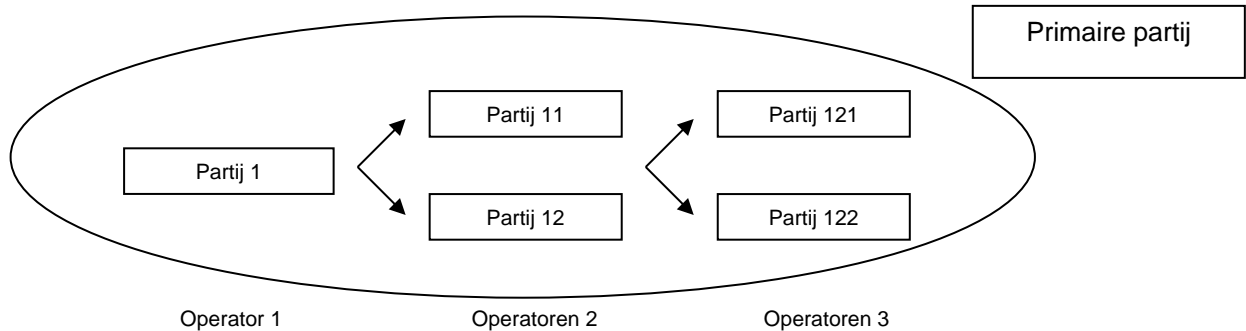 Primaire partij
Partij 11
Partij 121
Partij 1
Partij 12
Partij 122
Operator 1
Operatoren 2
Operatoren 3